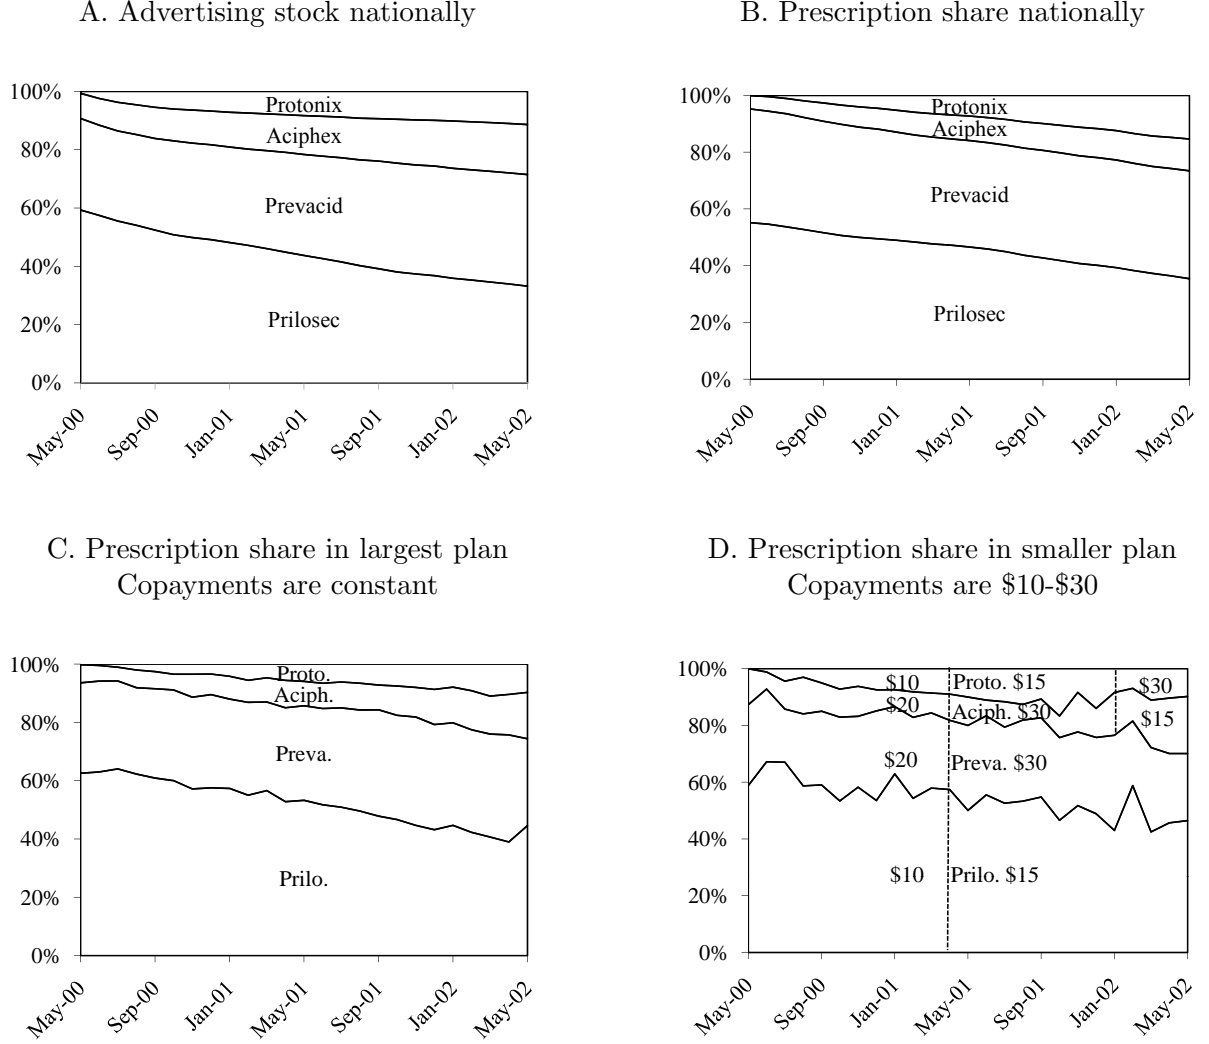 A. Advertising stock nationally
100%
80%
60%
40%
20%
0%
Protonix
Aciphex
Prevacid
Prilosec
May-00
Sep-00
Jan-01
May-01
Sep-01
Jan-02
May-02
B. Prescription share nationally
100%
80%
60%
40%
20%
0%
Protonix
Aciphex
Prevacid
Prilosec
May-00
Sep-00
Jan-01
May-01
Sep-01
Jan-02
May-02
C. Prescription share in largest plan
Copayments are constant
100%
80%
60%
40%
20%
0%
Proto.
Aciph.
Preva.
Prilo.
May-00
Sep-00
Jan-01
May-01
Sep-01
Jan-02
May-02
D. Prescription share in smaller plan
Copayments are $10-$30
100%
80%
60%
40%
20%
0%
$10 Proto. $15 $30
$20 Aciph. $30 $15
$20 Preva. $30
$10 Prilo. $15
May-00
Sep-00
Jan-01
May-01
Sep-01
Jan-02
May-02